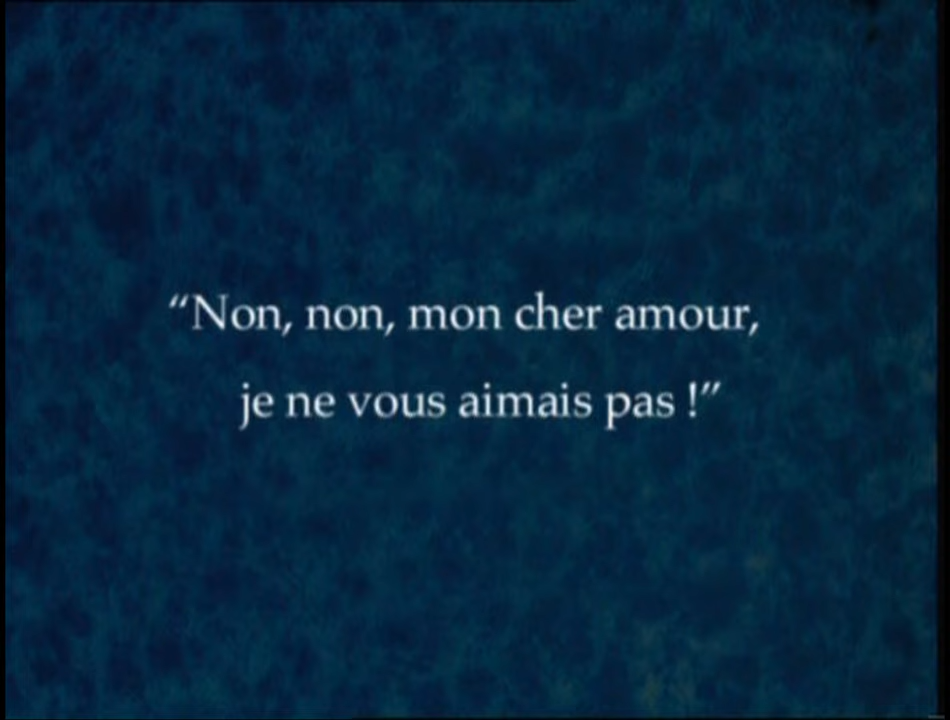 “Non, non, mon cher amour,
je ne vous aimais pas !”